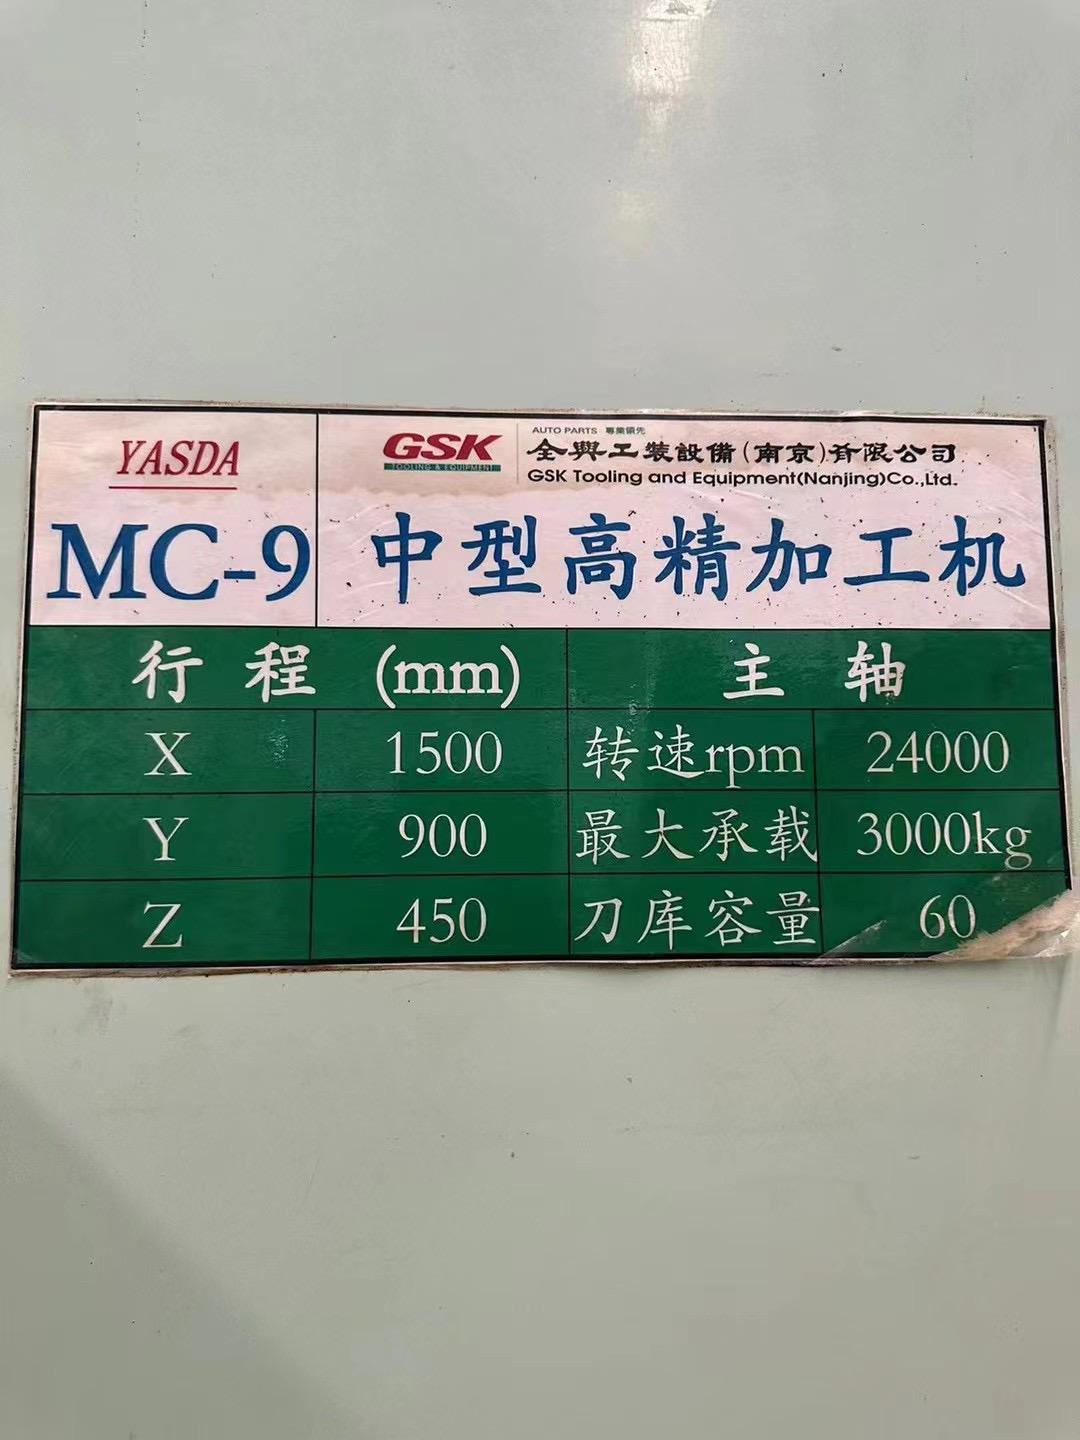 YASDA
MC-9
GSK
TOOLING & EQUIPMENT
AUTO PARTS 專業領先
全興工裝設備(南京)有限公司
GSK Tooling and Equipment(Nanjing)Co.,Ltd.
中型高精加工机
行程 (mm) 主轴
X 1500 转速rpm 24000
Y 900 最大承载 3000kg
Z 450 刀库容量 60